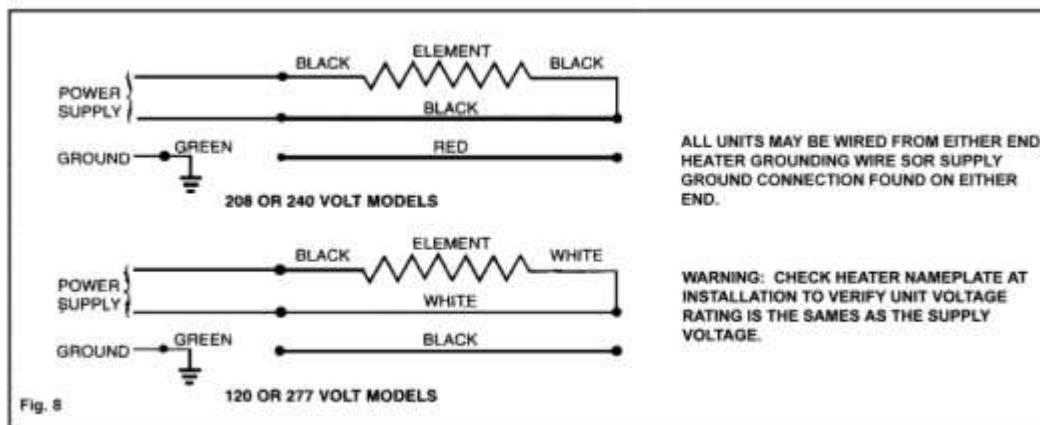 BLACK ELEMENT BLACK
POWER
SUPPLY
BLACK
GROUND GREEN RED
208 OR 240 VOLT MODELS
BLACK ELEMENT WHITE
POWER
SUPPLY
WHITE
GROUND GREEN BLACK
120 OR 277 VOLT MODELS
Fig. 8
ALL UNITS MAY BE WIRED FROM EITHER END
HEATER GROUNDING WIRE SOR SUPPLY
GROUND CONNECTION FOUND ON EITHER
END.
WARNING: CHECK HEATER NAMEPLATE AT
INSTALLATION TO VERIFY UNIT VOLTAGE
RATING IS THE SAMES AS THE SUPPLY
VOLTAGE.